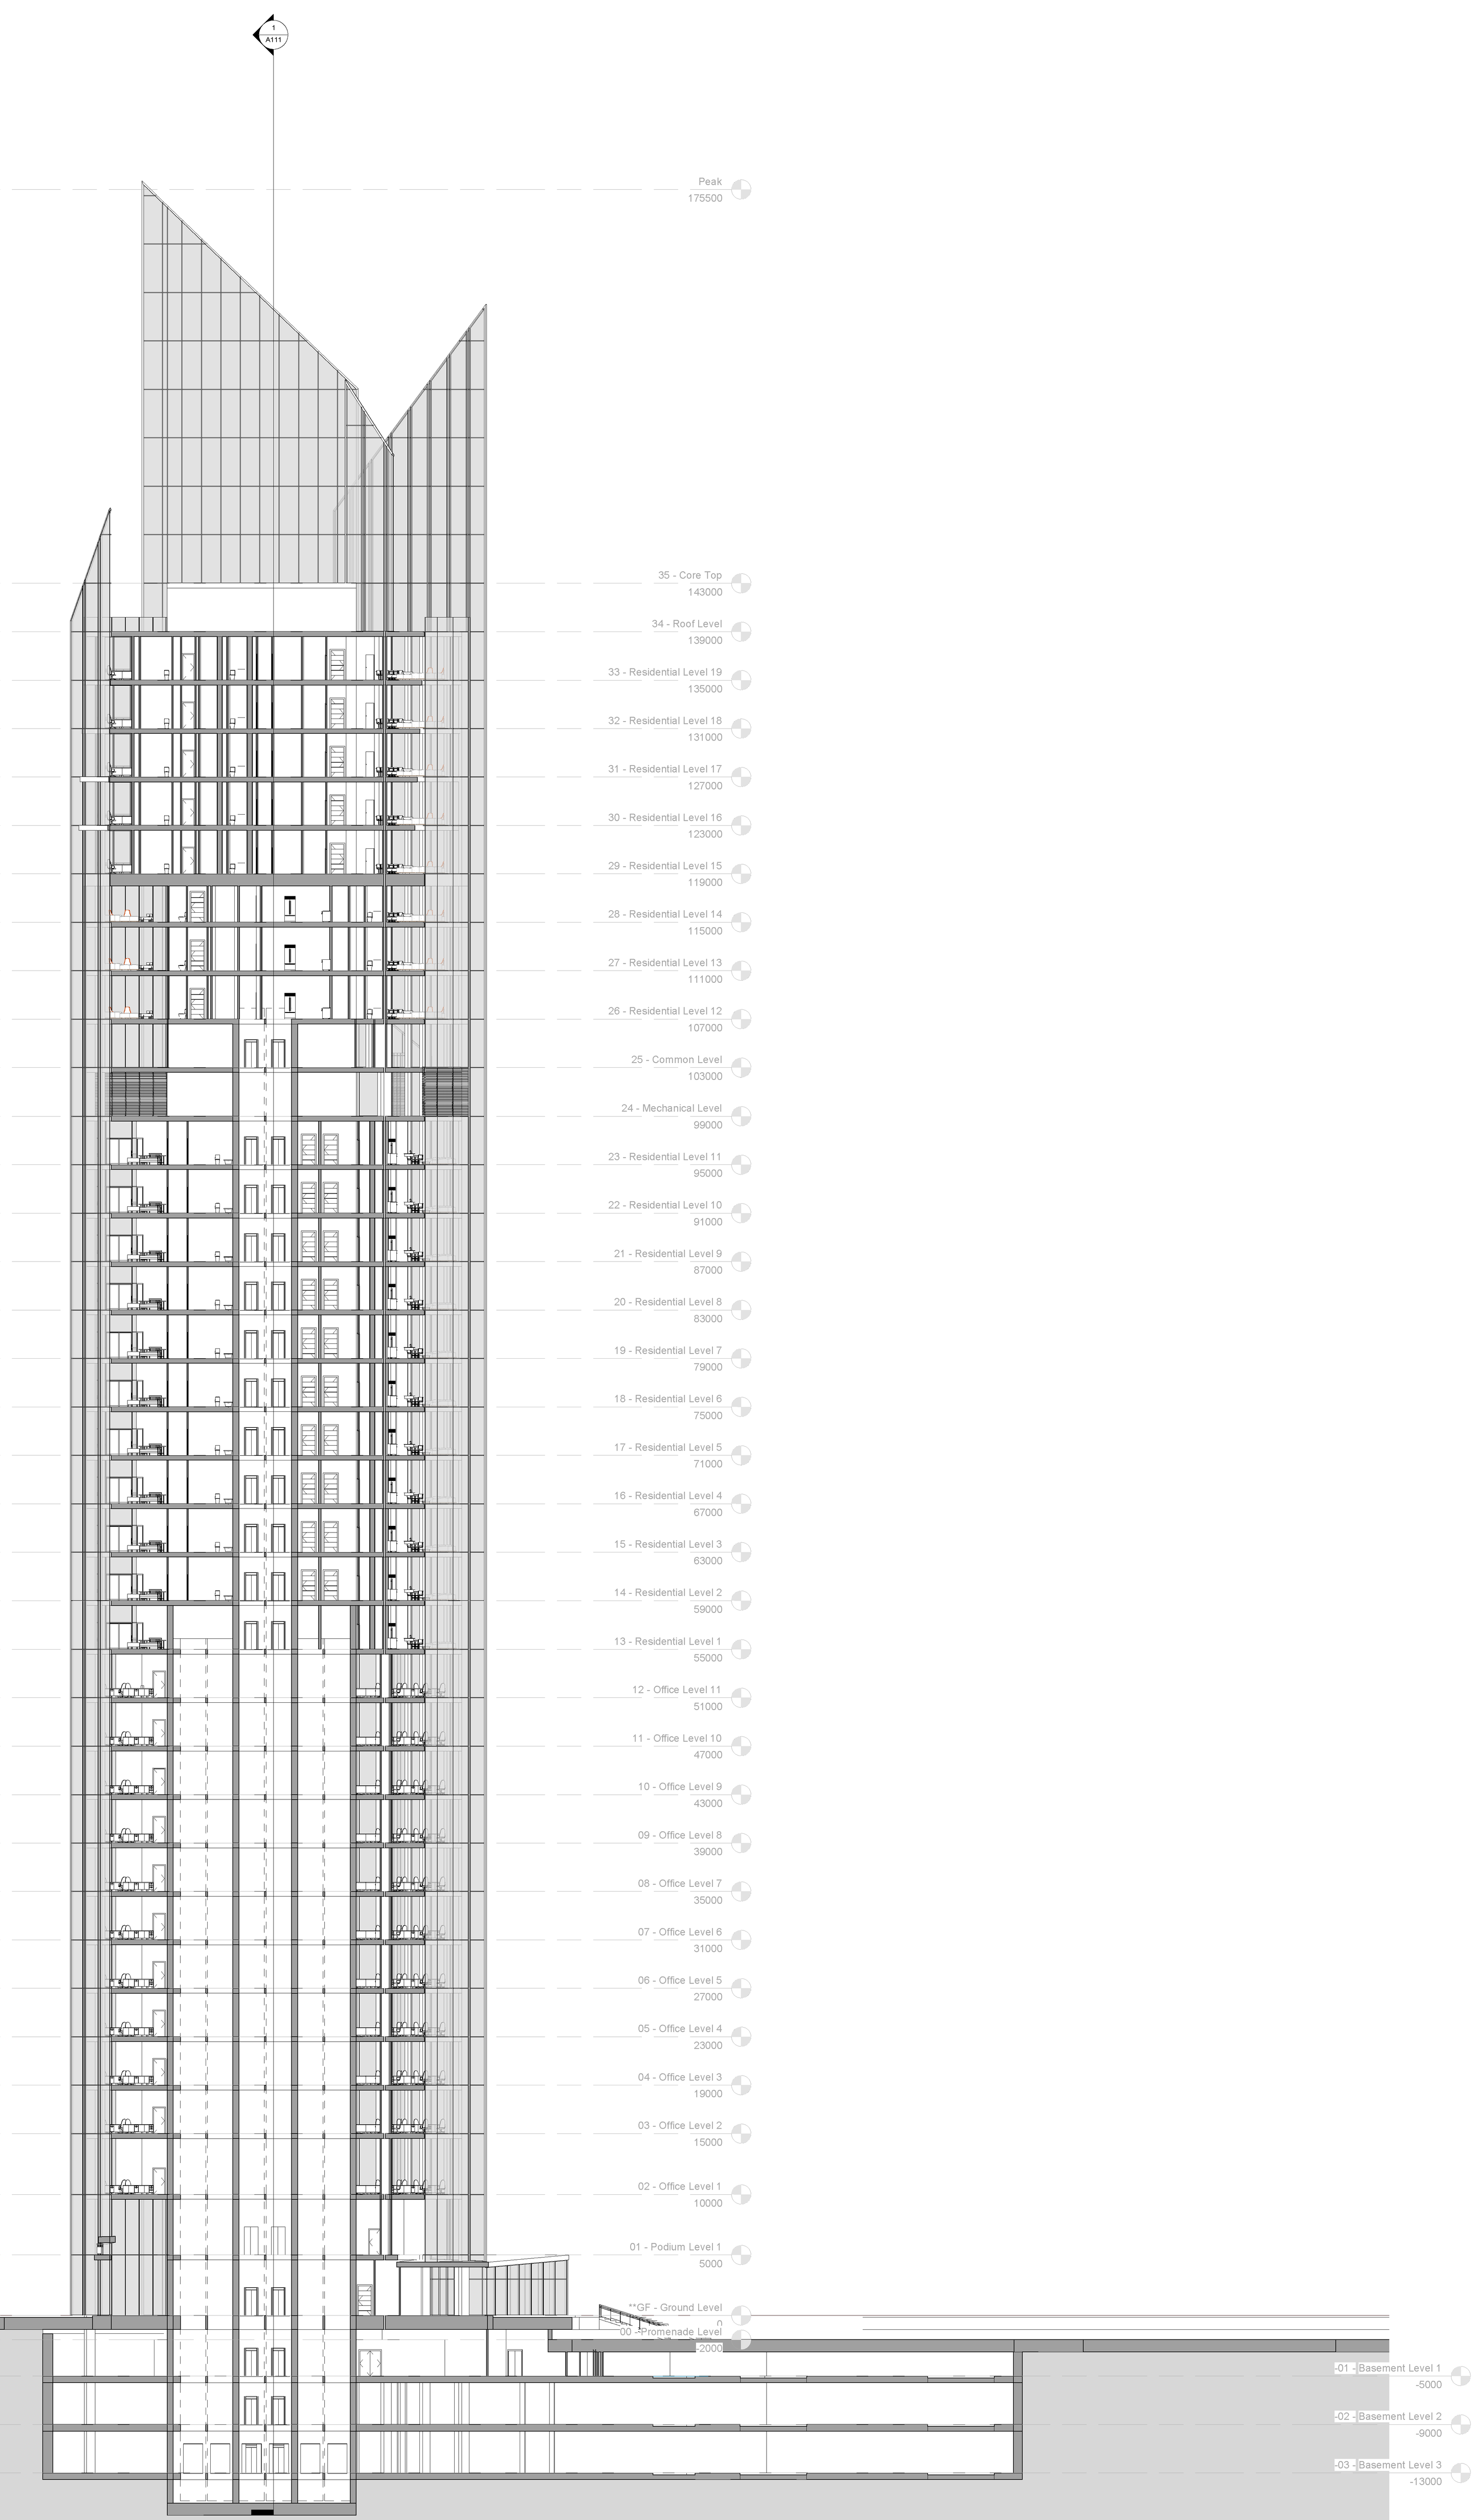 1
A111
Peak
175500
35 - Core Top
143000
34 - Roof Level
139000
33 - Residential Level 19
135000
32 - Residential Level 18
131000
31 - Residential Level 17
127000
30 - Residential Level 16
123000
29 - Residential Level 15
119000
28 - Residential Level 14
115000
27 - Residential Level 13
111000
26 - Residential Level 12
107000
25 - Common Level
103000
24 - Mechanical Level
99000
23 - Residential Level 11
95000
22 - Residential Level 10
91000
21 - Residential Level 9
87000
20 - Residential Level 8
83000
19 - Residential Level 7
79000
18 - Residential Level 6
75000
17 - Residential Level 5
71000
16 - Residential Level 4
67000
15 - Residential Level 3
63000
14 - Residential Level 2
59000
13 - Residential Level 1
55000
12 - Office Level 11
51000
11 - Office Level 10
47000
10 - Office Level 9
43000
09 - Office Level 8
39000
08 - Office Level 7
35000
07 - Office Level 6
31000
06 - Office Level 5
27000
05 - Office Level 4
23000
04 - Office Level 3
19000
03 - Office Level 2
15000
02 - Office Level 1
10000
01 - Podium Level 1
5000
**GF - Ground Level
0
00 - Promenade Level
-2000
-01 - Basement Level 1
-5000
-02 - Basement Level 2
-9000
-03 - Basement Level 3
-13000